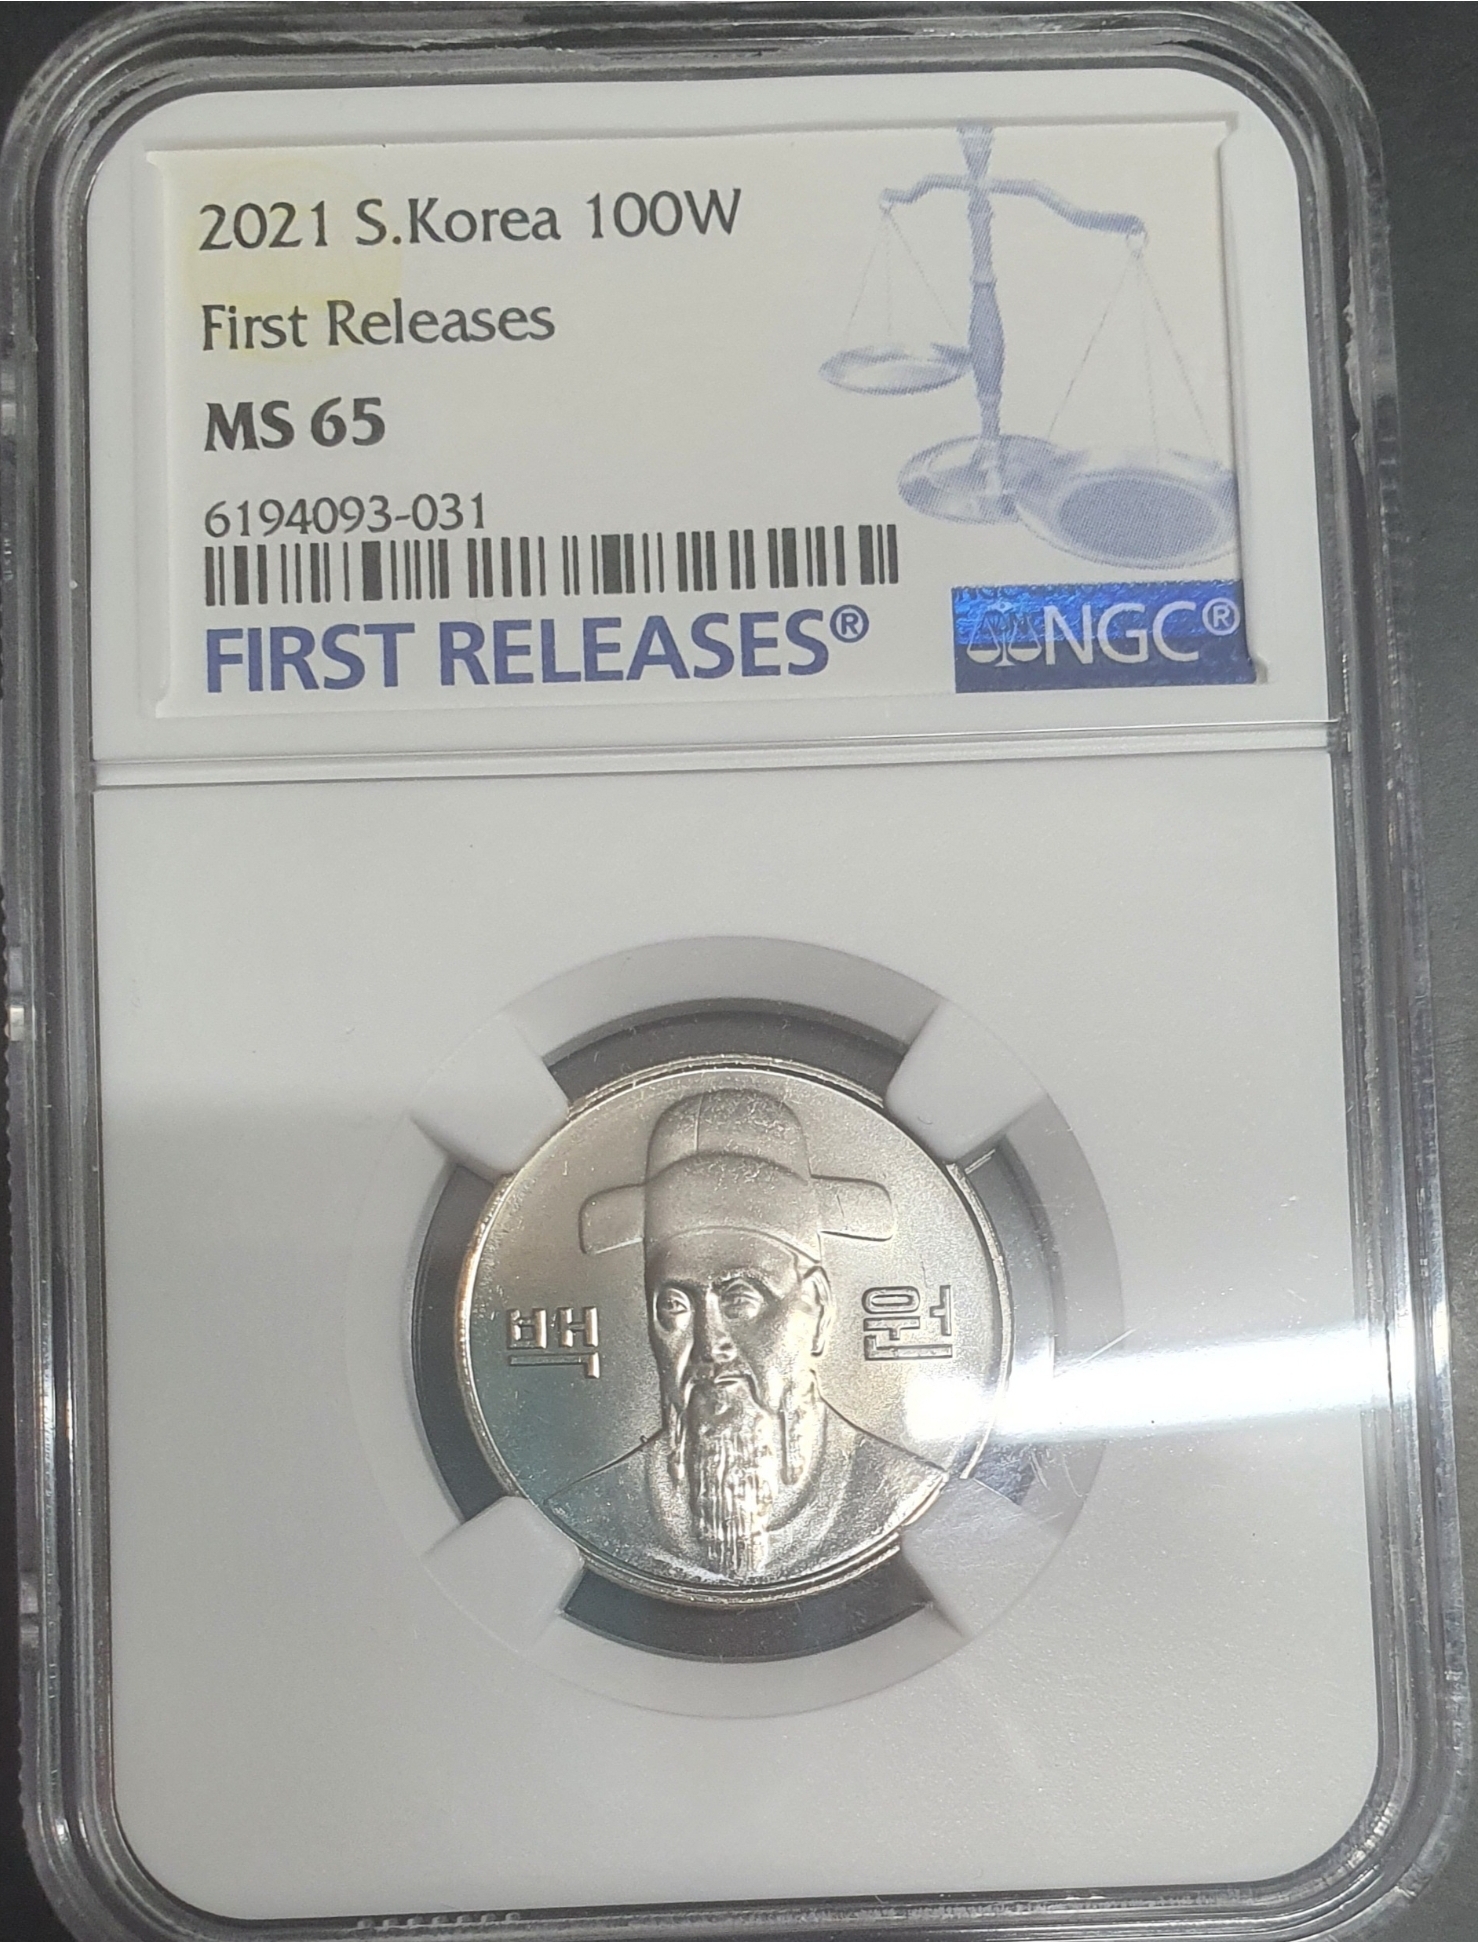 2021 S.Korea 100W
First Releases
MS 65
6194093-031
FIRST RELEASES®
NGC®
백 원